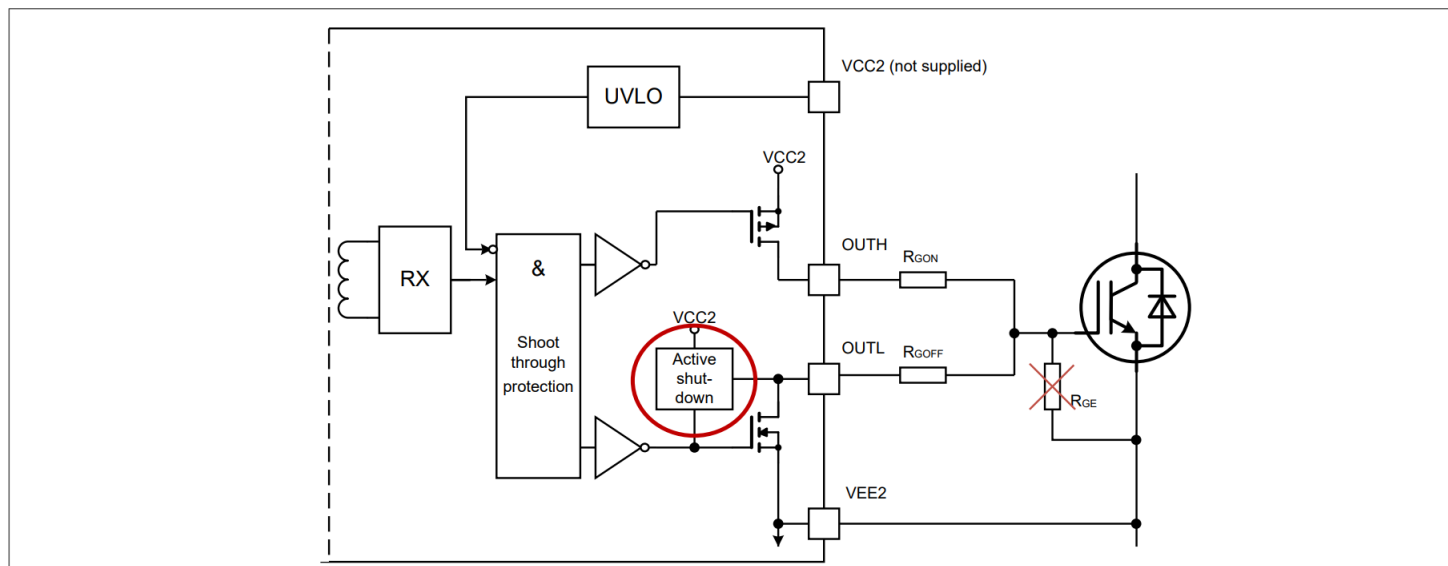 VCC2 (not supplied)
UVLO
VCC2
OUTH
RGON
RX
&
Shoot
through
protection
VCC2
Active
shut-
down
OUTL
RGOFF
RGE
VEE2